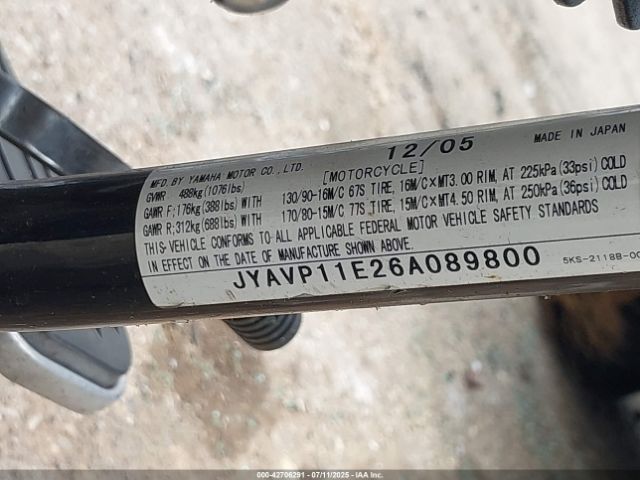 12/05
MADE IN JAPAN
MFD.BY YAMAHA MOTOR CO.,LTD. [MOTORCYCLE]
GVWR 488kg(1076lbs)
GAWR F;176kg(388lbs) WITH 130/90-16M/C 67S TIRE, 16M/C×MT3.00 RIM, AT 225kPa(33psi) COLD
GAWR R;312kg(688lbs) WITH 170/80-15M/C 77S TIRE, 15M/C×MT4.50 RIM, AT 250kPa(36psi) COLD
THIS VEHICLE CONFORMS TO ALL APPLICABLE FEDERAL MOTOR VEHICLE SAFETY STANDARDS
IN EFFECT ON THE DATE OF MANUFACTURE SHOWN ABOVE.
JYAVP11E26A089800
5KS-2118B-00
00-42706291 - 07/11/2025 - IAA Inc.